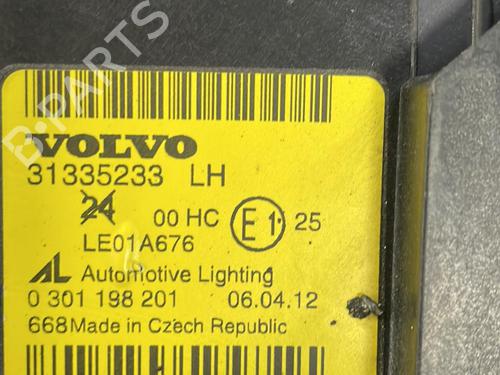 VOLVO
31335233 LH
24 00 HC E1 25
LE01A676
AL Automotive Lighting
0 301 198 201 06.04.12
668 Made in Czech Republic
B-PARTS